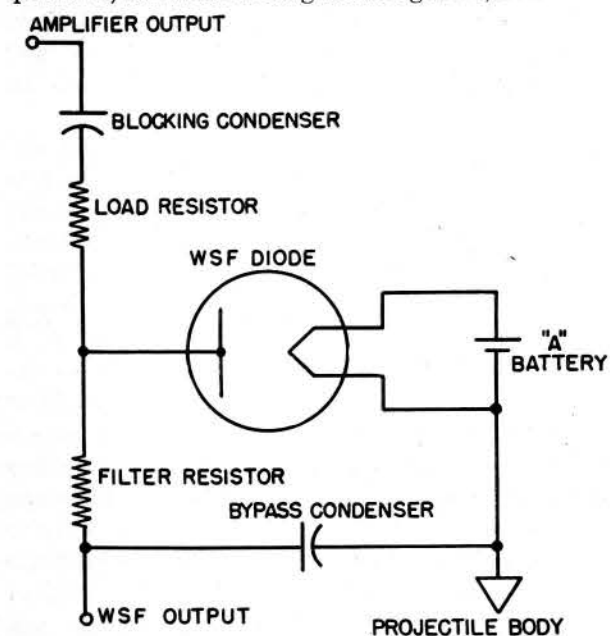 AMPLIFIER OUTPUT
BLOCKING CONDENSER
LOAD RESISTOR
WSF DIODE
"A"
BATTERY
FILTER RESISTOR
BYPASS CONDENSER
WSF OUTPUT
PROJECTILE BODY